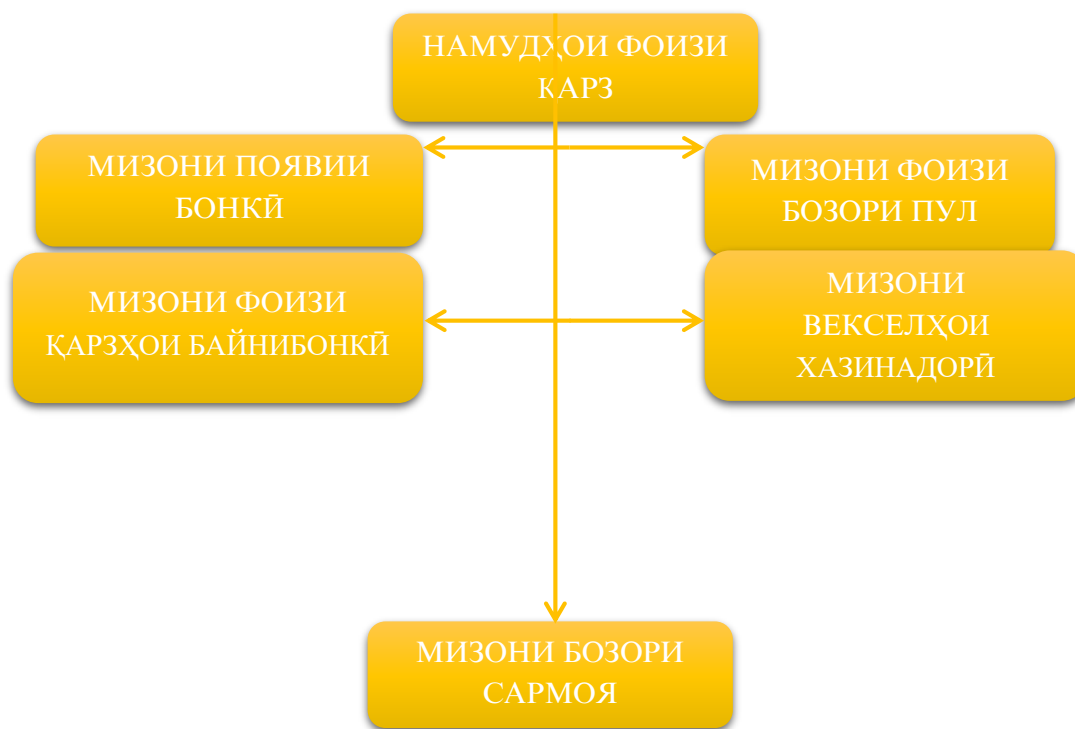 НАМУДҲОИ ФОИЗИ
ҚАРЗ
МИЗОНИ ПОЯВИИ
БОНКӢ
МИЗОНИ ФОИЗИ
БОЗОРИ ПУЛ
МИЗОНИ ФОИЗИ
ҚАРЗҲОИ БАЙНИБОНКӢ
МИЗОНИ
ВЕКСЕЛҲОИ
ХАЗИНАДОРӢ
МИЗОНИ БОЗОРИ
САРМОЯ